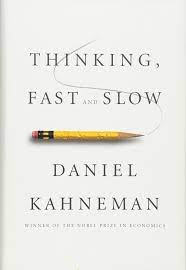 THINKING,
FAST AND SLOW
DANIEL
KAHNEMAN
WINNER OF THE NOBEL PRIZE IN ECONOMICS